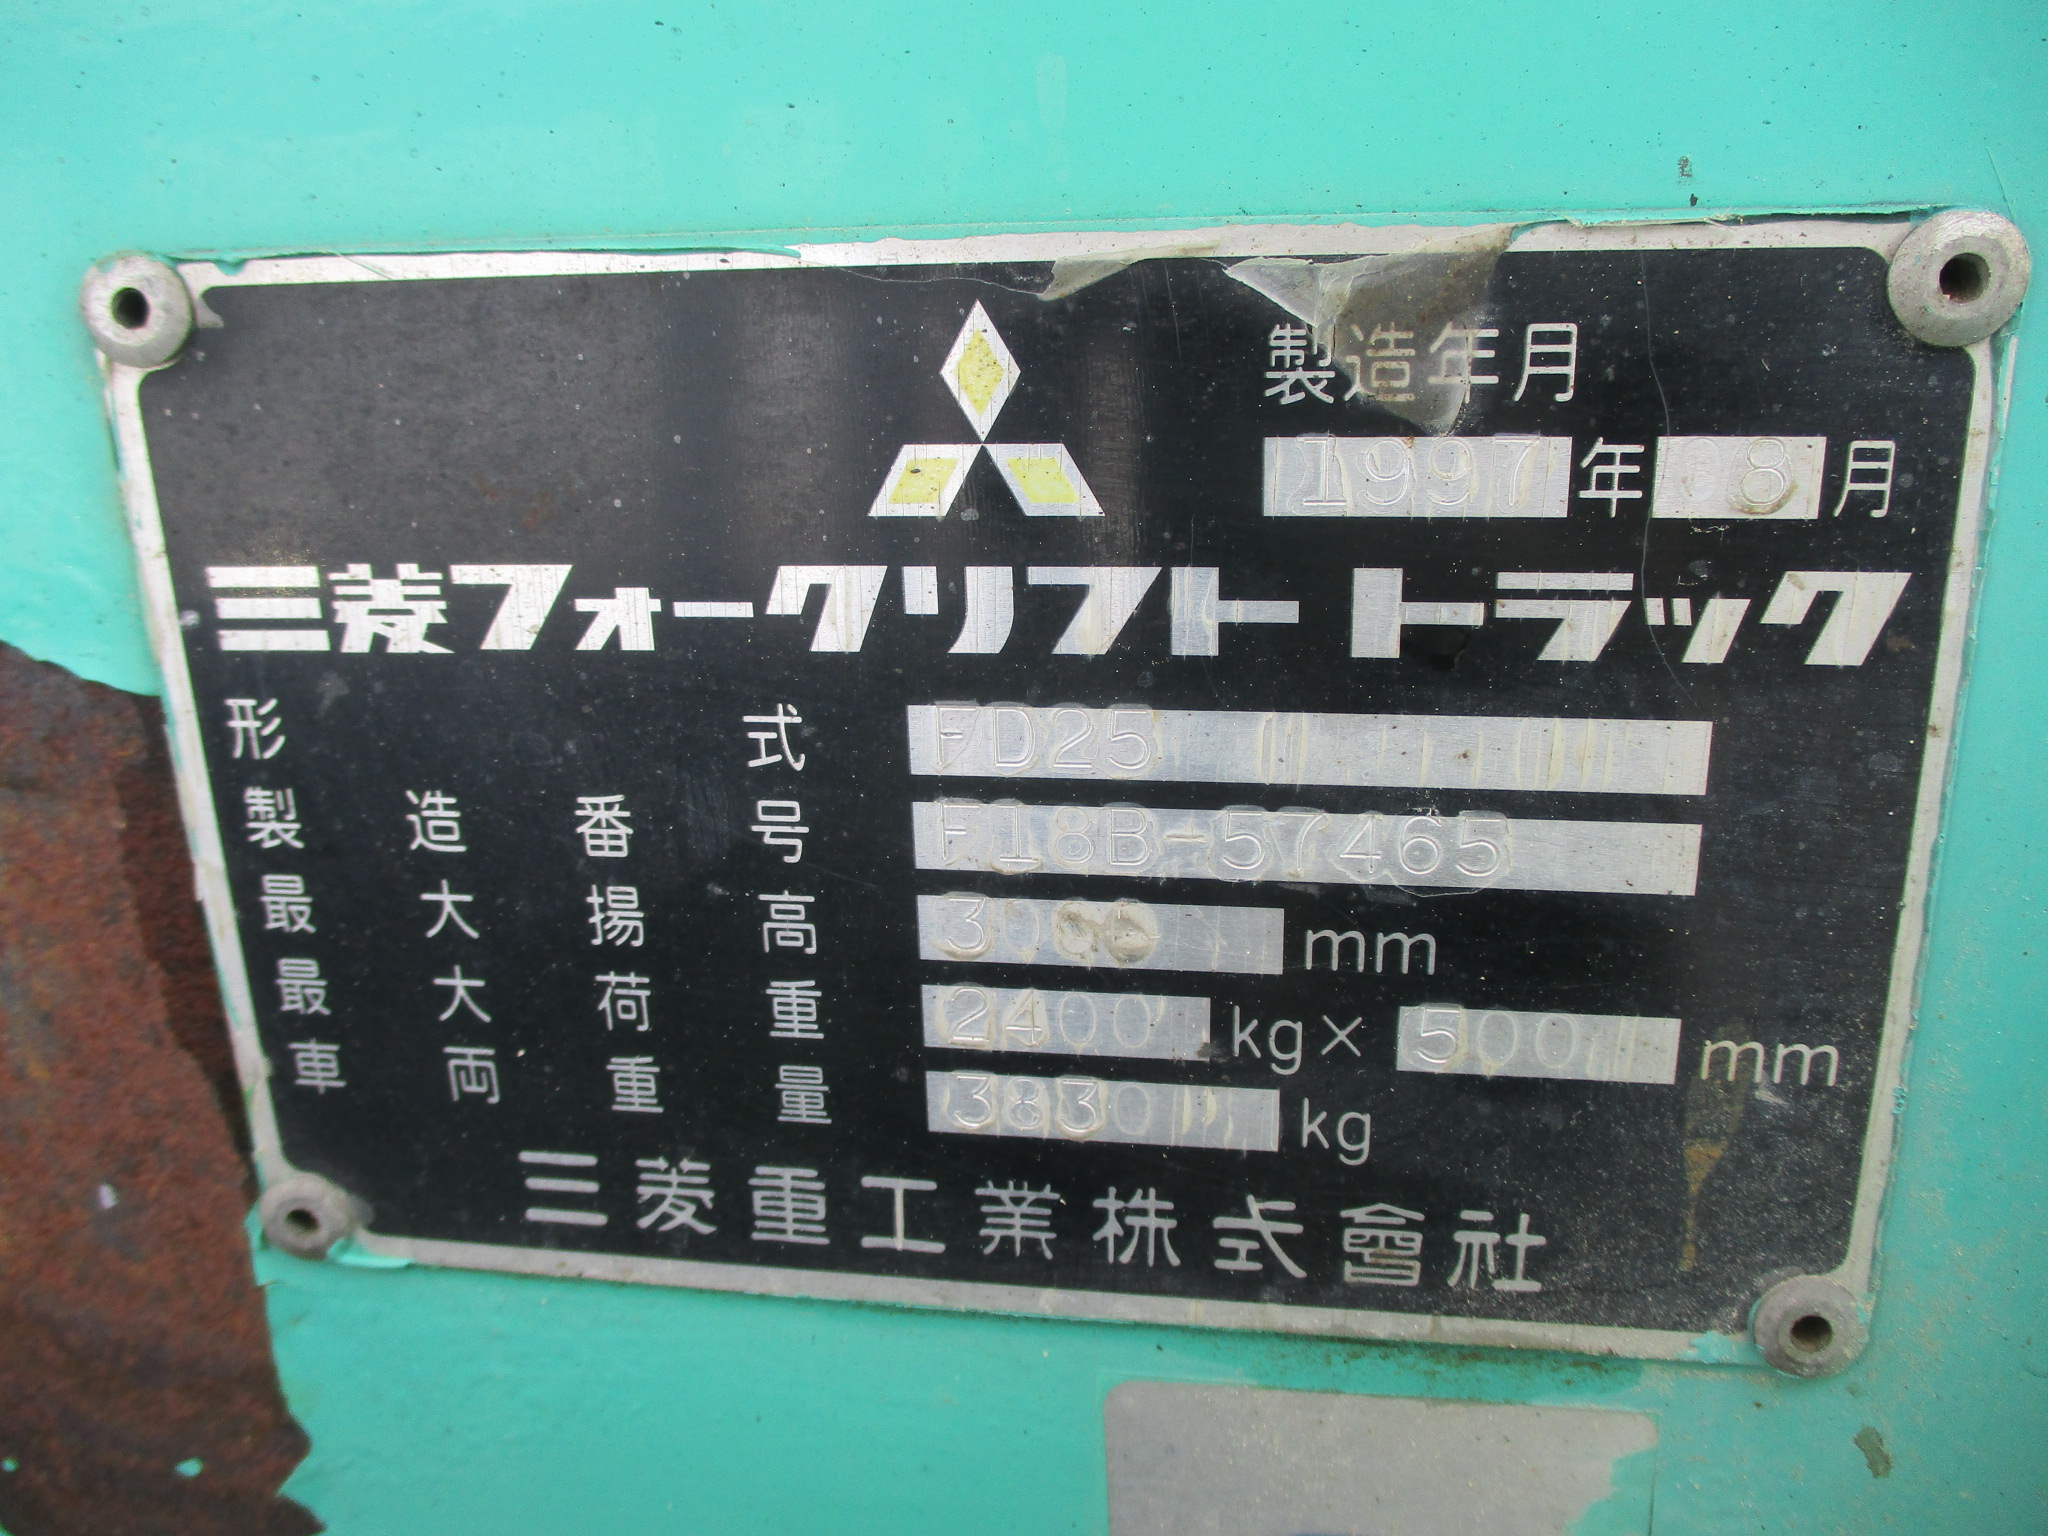 製造年月
1997年 8月
三菱フォークリフト トラック
形式 FD25
製造番号 F18B-57465
最大揚高 3000 mm
最大荷重 2400 kg× 500 mm
車両重量 3830 kg
三菱重工業株式會社